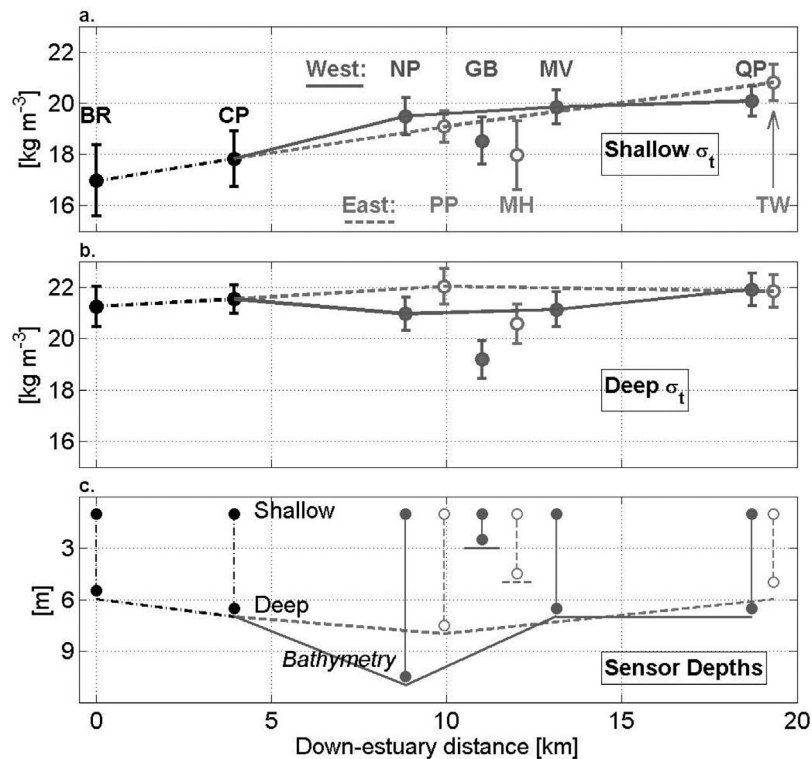 a.
West: NP GB MV QP
BR CP
Shallow σt
East: PP MH TW
[kg m⁻³]
22
20
18
16
b.
Deep σt
[kg m⁻³]
22
20
18
16
c.
Shallow
Deep
Bathymetry
Sensor Depths
[m]
3
6
9
0 5 10 15 20
Down-estuary distance [km]